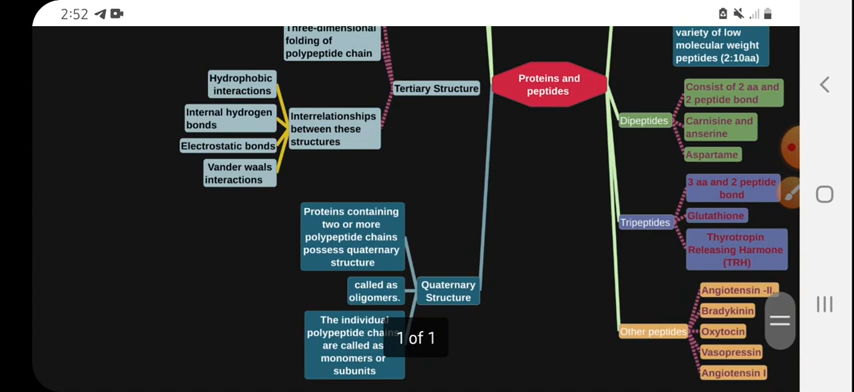 2:52
Three-dimensional
folding of
polypeptide chain
Hydrophobic
interactions
Internal hydrogen
bonds
Electrostatic bonds
Vander waals
interactions
Interrelationships
between these
structures
Tertiary Structure
Proteins and
peptides
variety of low
molecular weight
peptides (2:10aa)
Dipeptides
Consist of 2 aa and
2 peptide bond
Carnisine and
anserine
Aspartame
Tripeptides
3 aa and 2 peptide
bond
Glutathione
Thyrotropin
Releasing Harmone
(TRH)
Proteins containing
two or more
polypeptide chains
possess quaternary
structure
called as
oligomers.
The individual
polypeptide chains
are called as
monomers or
subunits
Quaternary
Structure
1 of 1
Other peptides
Angiotensin -II.
Bradykinin
Oxytocin
Vasopressin
Angiotensin I